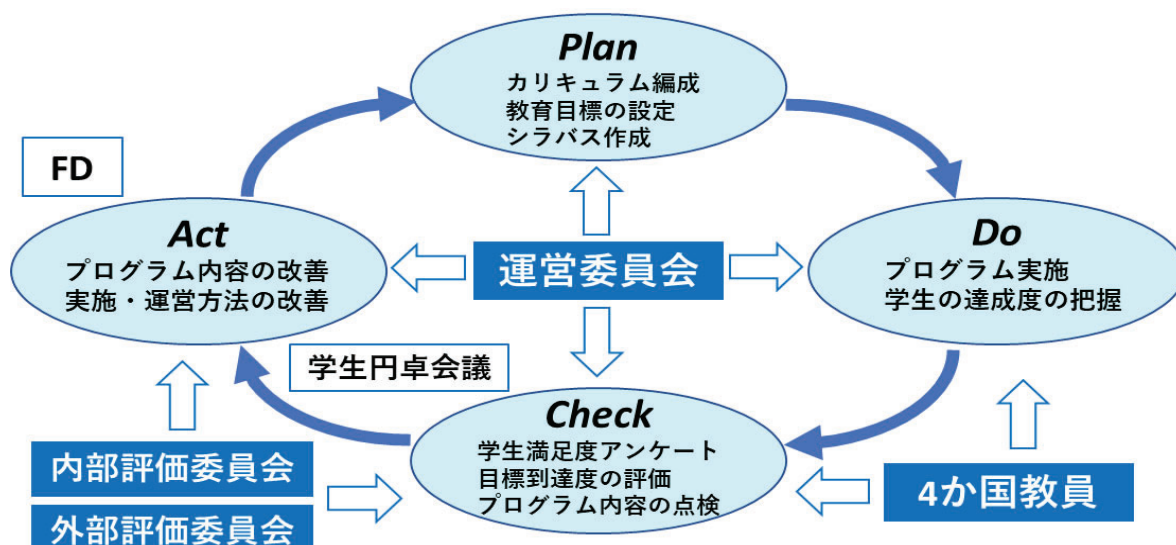 Plan
カリキュラム編成
教育目標の設定
シラバス作成
FD
Act
プログラム内容の改善
実施・運営方法の改善
運営委員会
Do
プログラム実施
学生の達成度の把握
学生円卓会議
Check
学生満足度アンケート
目標到達度の評価
プログラム内容の点検
内部評価委員会
外部評価委員会
4か国教員